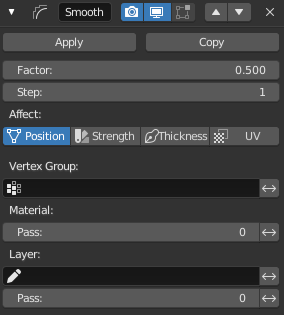 Smooth
Apply Copy
Factor: 0.500
Step: 1
Affect:
Position Strength Thickness UV
Vertex Group:
Material:
Pass: 0
Layer:
Pass: 0